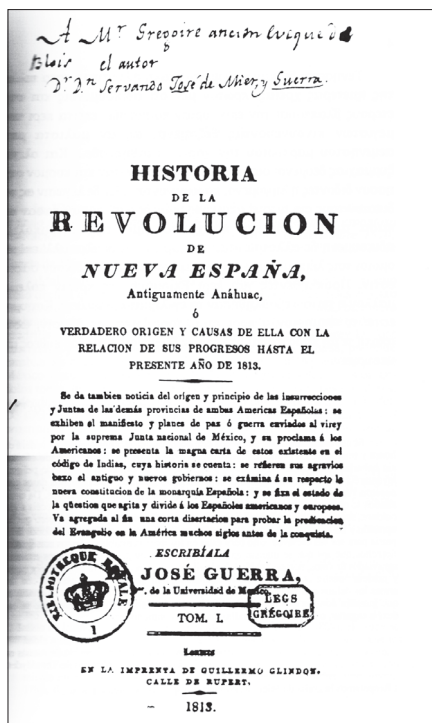 A Mr Gregoire ancien Eveque de
Blois el autor
Dr. Dn Servando José de Mier, y Guerra.
HISTORIA
DE LA
REVOLUCION
DE
NUEVA ESPAÑA,
Antiguamente Anáhuac,
ó
VERDADERO ORIGEN Y CAUSAS DE ELLA CON LA
RELACION DE SUS PROGRESOS HASTA EL
PRESENTE AÑO DE 1813.
Se da tambien noticia del orígen y principio de las insurrecciones
y Juntas de las demás provincias de ambas Americas Españolas: se
exhiben el manifiesto y planes de paz ó guerra enviados al virey
por la suprema Junta nacional de México, y su proclama á los
Americanos: se presenta la magna carta de estos existente en el
código de Indias, cuya historia se cuenta: se refieren sus agravios
baxo el antiguo y nuevos gobiernos: se exâmina á su respecto la
nueva constitucion de la monarquía Española: y se fixa el estado de
la qüestion que agita y divide á los Españoles americanos y europeos.
Va agregada al fin una corta disertacion para probar la predicacion
del Evangelio en la América muchos siglos antes de la conquista.
ESCRIBÍALA
JOSÉ GUERRA,
de la Universidad de Mexico
BIBLIOTHEQUE ROYALE
1
LEGS
GRÉGOIRE
TOM. I.
LONDRES
EN LA IMPRENTA DE GUILLERMO GLINDON.
CALLE DE RUPERT.
1813.